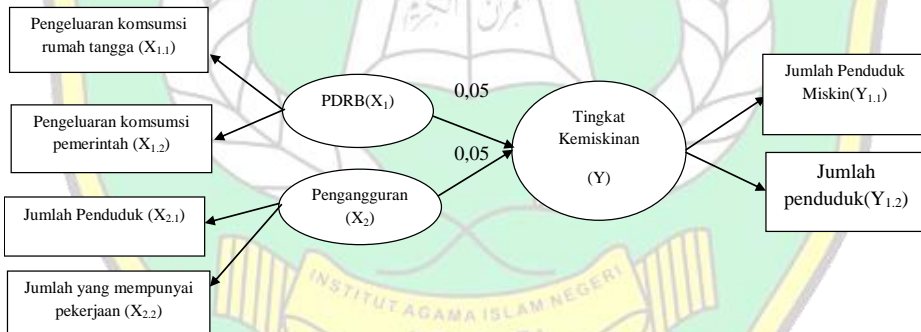 Pengeluaran komsumsi
rumah tangga (X1.1)
Pengeluaran komsumsi
pemerintah (X1.2)
Jumlah Penduduk (X2.1)
Jumlah yang mempunyai
pekerjaan (X2.2)
PDRB(X1)
Pengangguran
(X2)
0,05
0,05
Tingkat
Kemiskinan
(Y)
Jumlah Penduduk
Miskin(Y1.1)
Jumlah
penduduk(Y1.2)
INSTITUT AGAMA ISLAM NEGERI